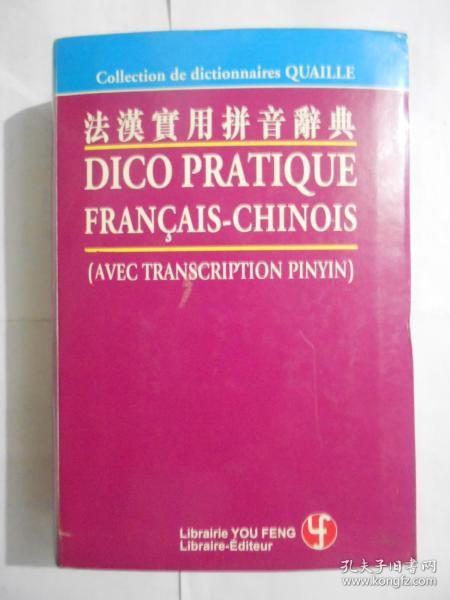 Collection de dictionnaires QUAILLE
法漢實用拼音辭典
DICO PRATIQUE
FRANÇAIS-CHINOIS
(AVEC TRANSCRIPTION PINYIN)
Librairie YOU FENG
Libraire-Éditeur
孔夫子旧书网
www.kongfz.com